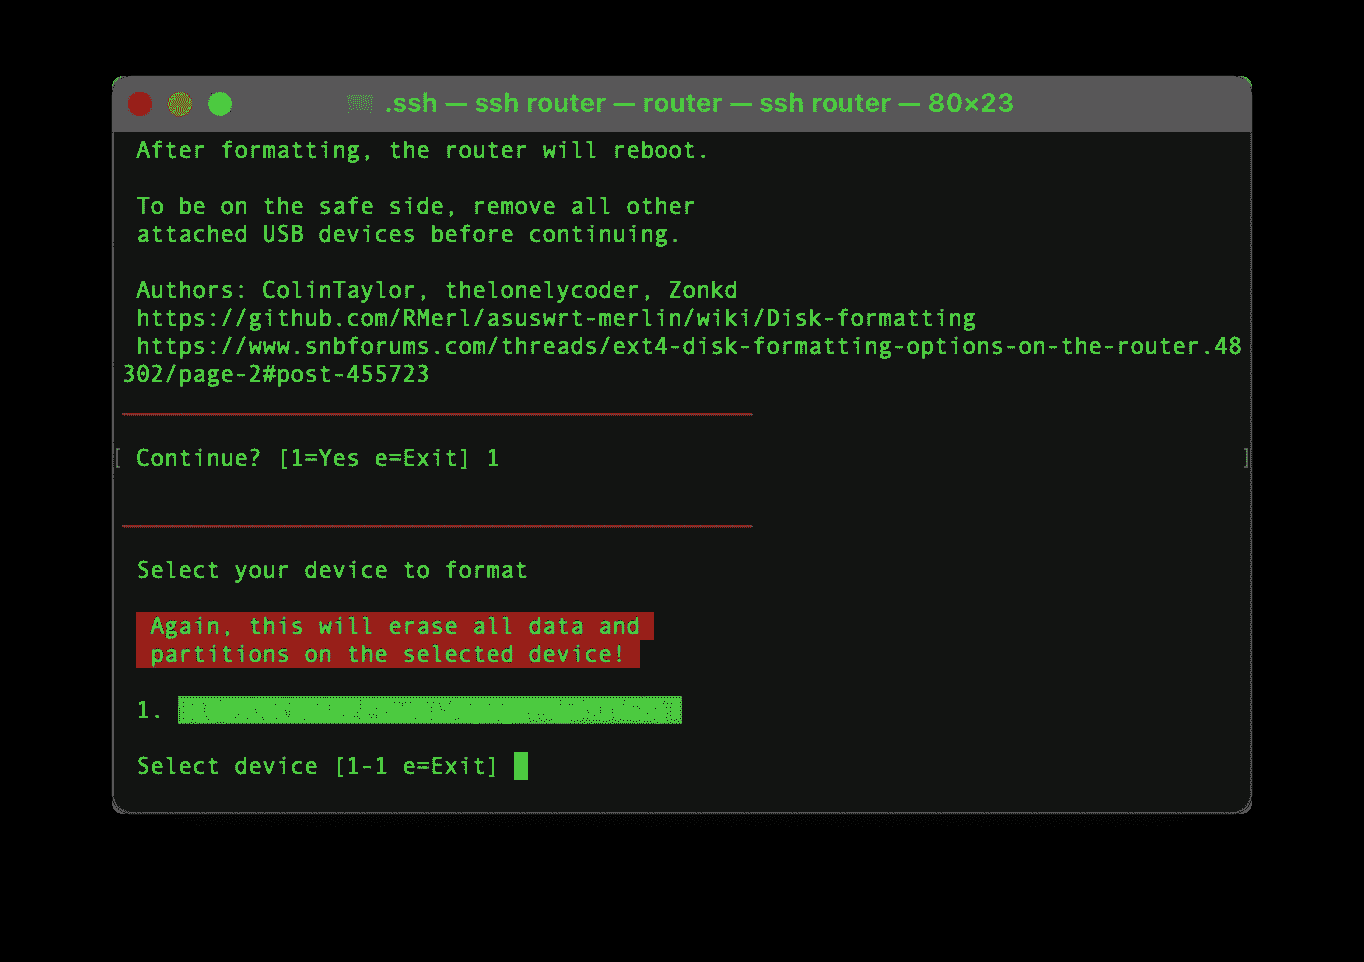 .ssh — ssh router — router — ssh router — 80×23
After formatting, the router will reboot.
To be on the safe side, remove all other
attached USB devices before continuing.
Authors: ColinTaylor, thelonelycoder, Zonkd
https://github.com/RMerl/asuswrt-merlin/wiki/Disk-formatting
https://www.snbforums.com/threads/ext4-disk-formatting-options-on-the-router.48
302/page-2#post-455723
[ Continue? [1=Yes e=Exit] 1 ]
Select your device to format
Again, this will erase all data and
partitions on the selected device!
1.
Select device [1-1 e=Exit]